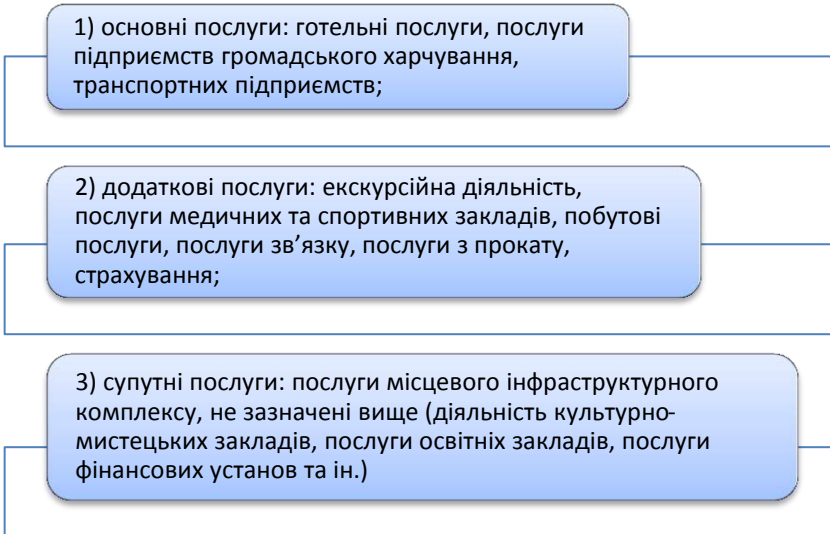 1) основні послуги: готельні послуги, послуги
підприємств громадського харчування,
транспортних підприємств;
2) додаткові послуги: екскурсійна діяльність,
послуги медичних та спортивних закладів, побутові
послуги, послуги зв’язку, послуги з прокату,
страхування;
3) супутні послуги: послуги місцевого інфраструктурного
комплексу, не зазначені вище (діяльність культурно-
мистецьких закладів, послуги освітніх закладів, послуги
фінансових установ та ін.)